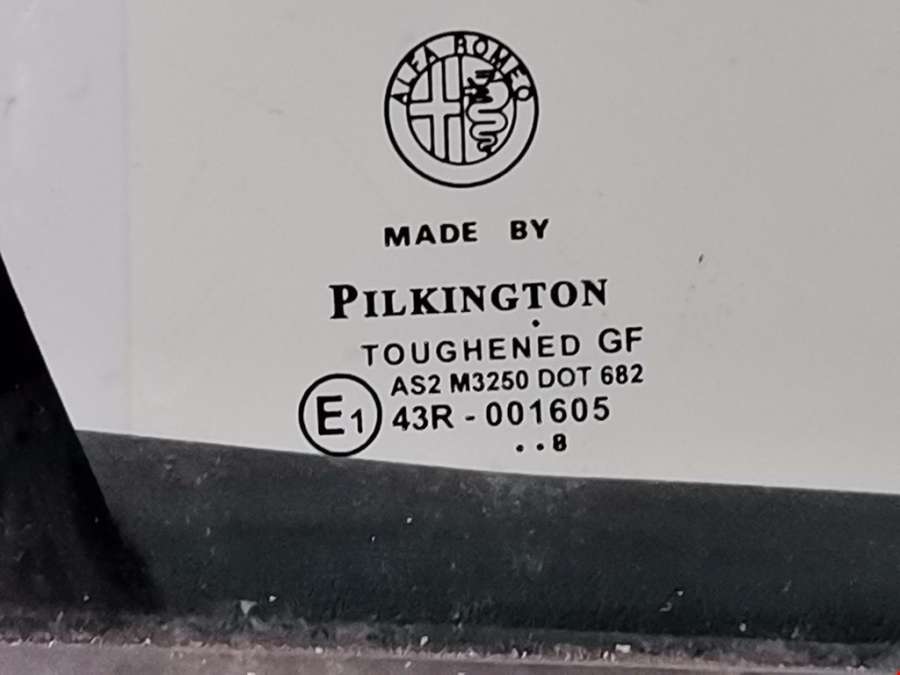 ALFA ROMEO
MADE BY
PILKINGTON
TOUGHENED GF
AS2 M3250 DOT 682
E1 43R - 001605
..8